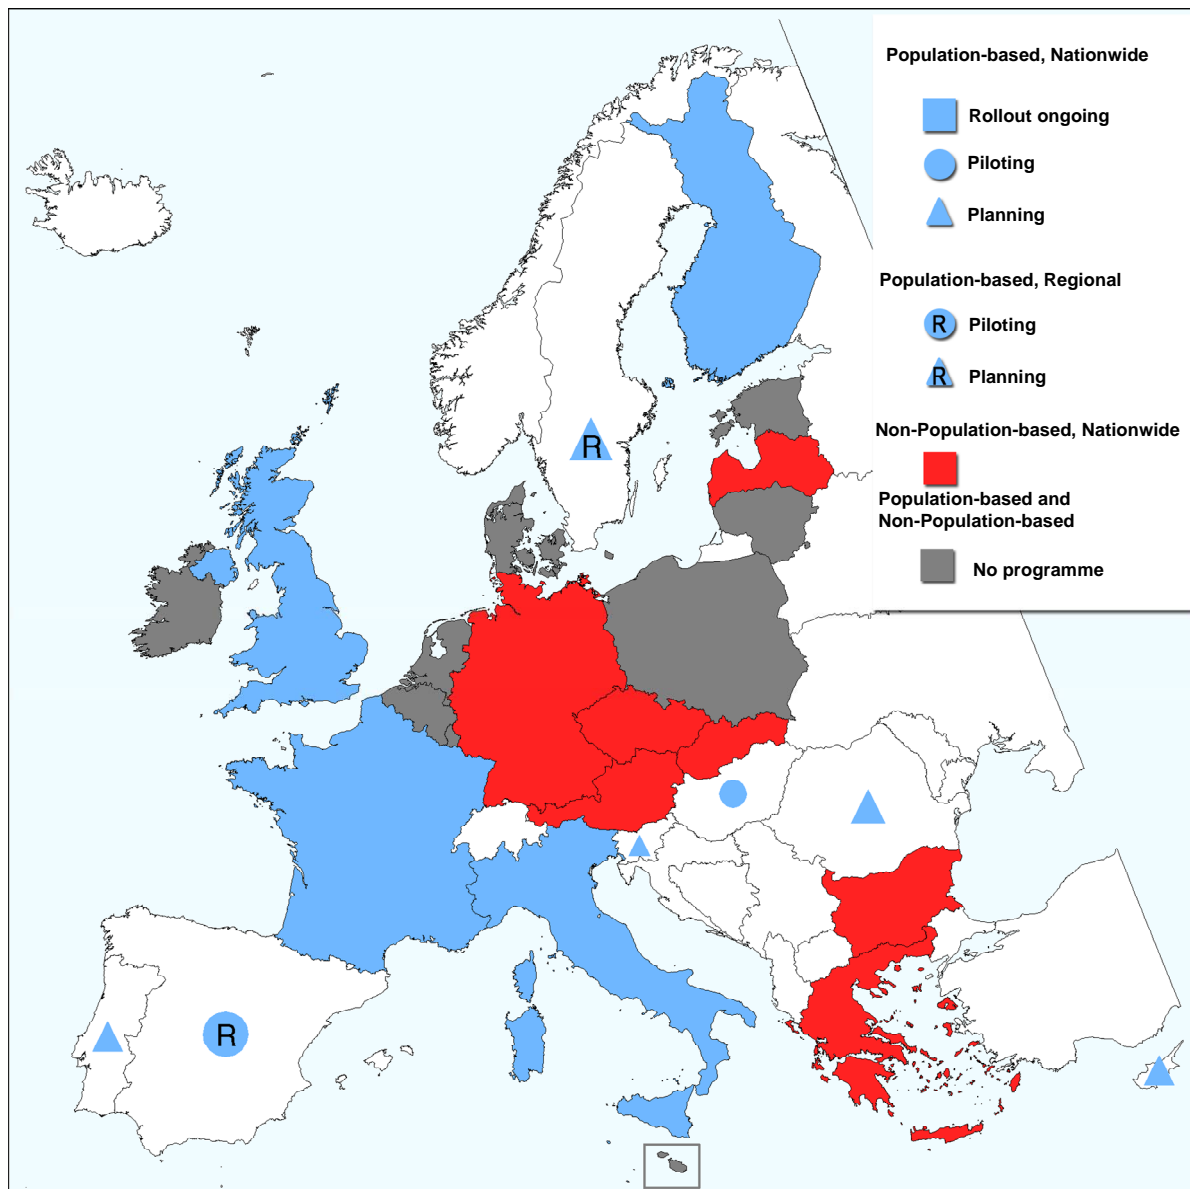 Population-based, Nationwide
Rollout ongoing
Piloting
Planning
Population-based, Regional
R Piloting
R Planning
Non-Population-based, Nationwide
Population-based and
Non-Population-based
No programme
R
R